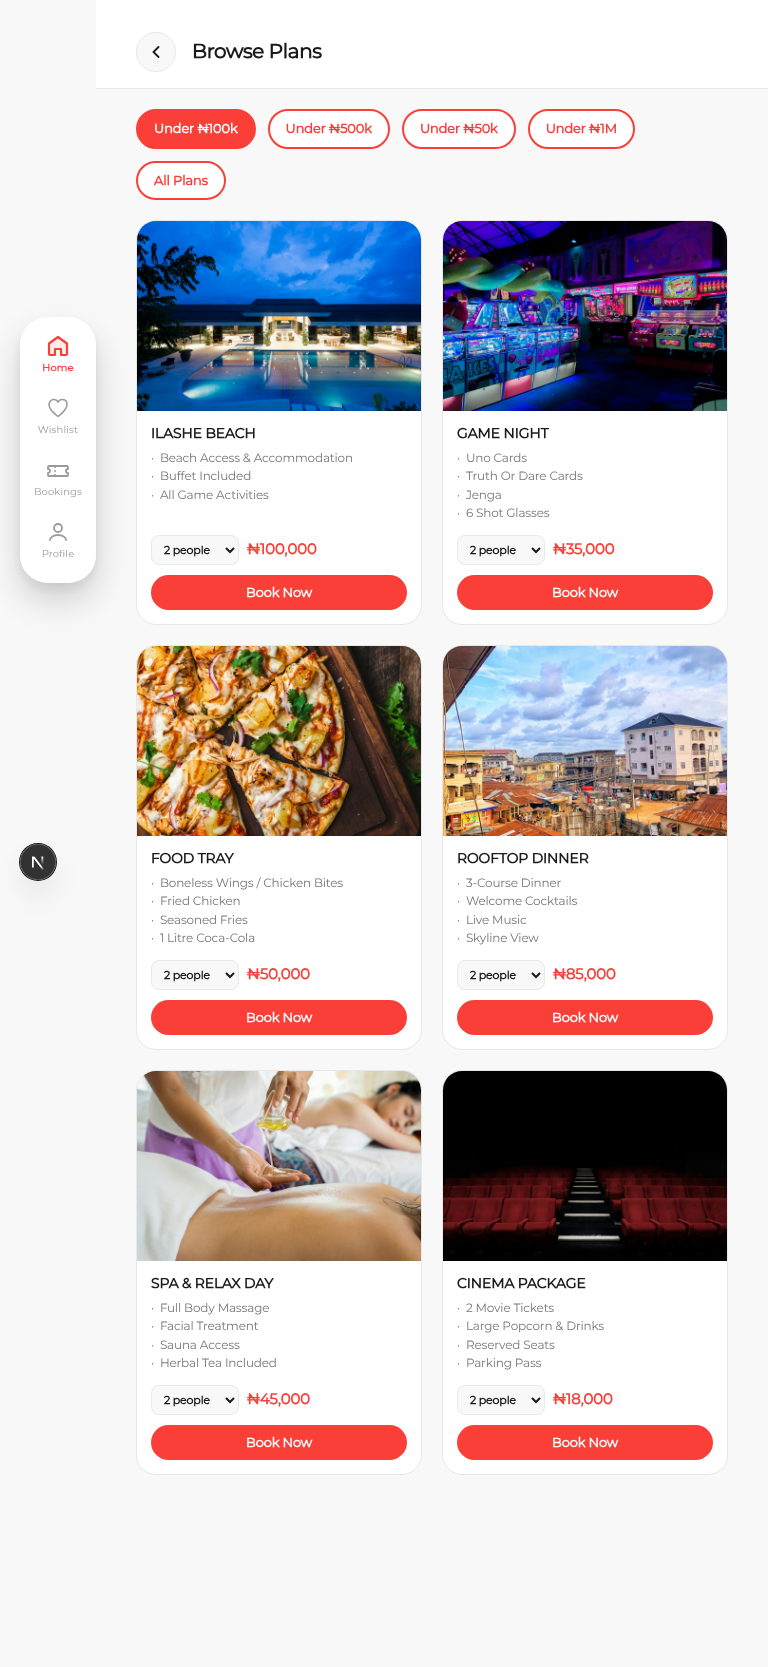 Browse Plans
Under ₦100k
Under ₦500k
Under ₦50k
Under ₦1M
All Plans
Home
Wishlist
Bookings
Profile
N
ILASHE BEACH
· Beach Access & Accommodation
· Buffet Included
· All Game Activities
2 people ₦100,000
Book Now
GAME NIGHT
· Uno Cards
· Truth Or Dare Cards
· Jenga
· 6 Shot Glasses
2 people ₦35,000
Book Now
FOOD TRAY
· Boneless Wings / Chicken Bites
· Fried Chicken
· Seasoned Fries
· 1 Litre Coca-Cola
2 people ₦50,000
Book Now
ROOFTOP DINNER
· 3-Course Dinner
· Welcome Cocktails
· Live Music
· Skyline View
2 people ₦85,000
Book Now
SPA & RELAX DAY
· Full Body Massage
· Facial Treatment
· Sauna Access
· Herbal Tea Included
2 people ₦45,000
Book Now
CINEMA PACKAGE
· 2 Movie Tickets
· Large Popcorn & Drinks
· Reserved Seats
· Parking Pass
2 people ₦18,000
Book Now